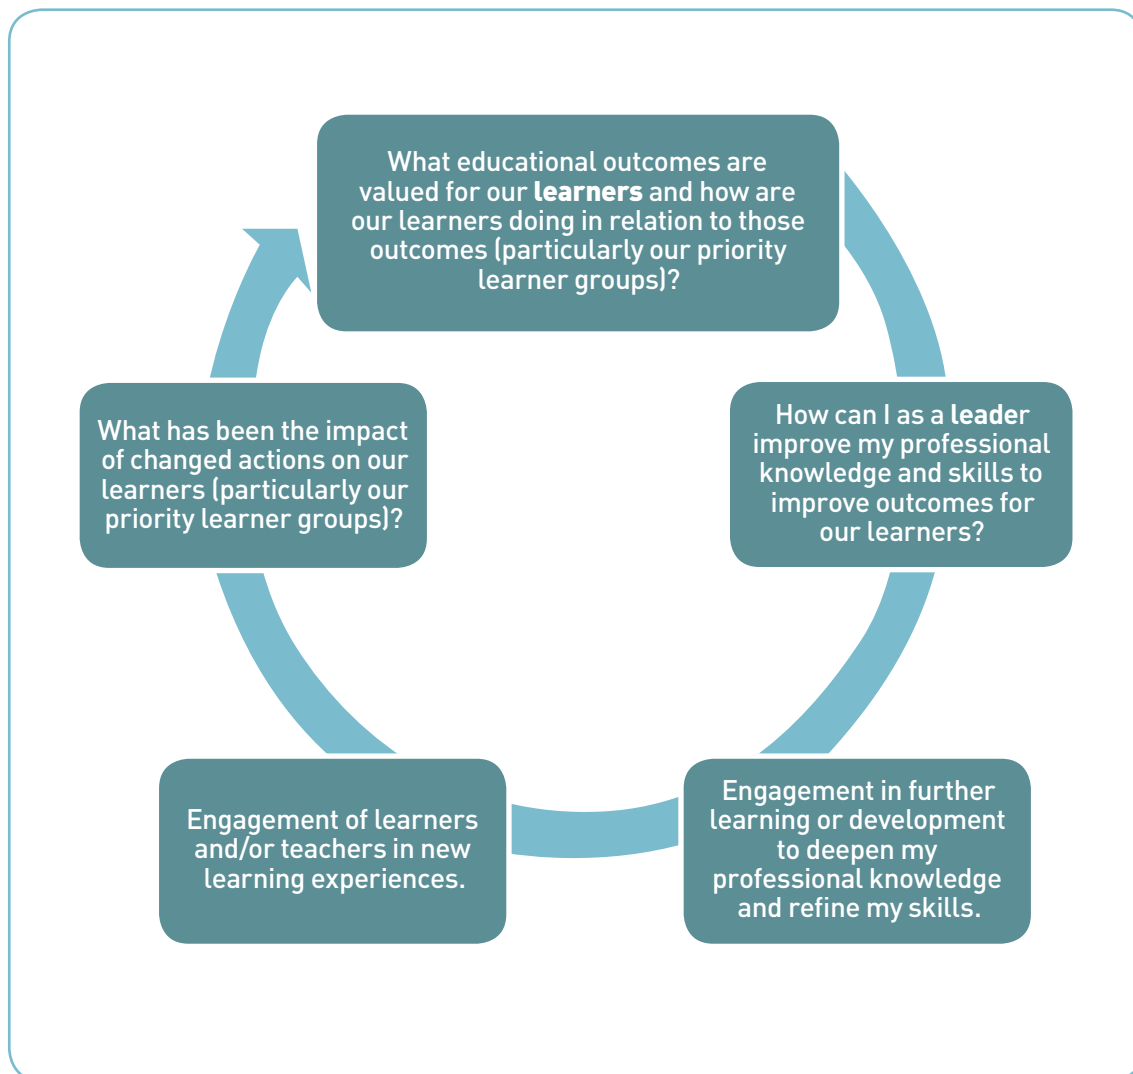 What educational outcomes are
valued for our learners and how are
our learners doing in relation to those
outcomes (particularly our priority
learner groups)?
How can I as a leader
improve my professional
knowledge and skills to
improve outcomes for
our learners?
Engagement in further
learning or development
to deepen my
professional knowledge
and refine my skills.
Engagement of learners
and/or teachers in new
learning experiences.
What has been the impact
of changed actions on our
learners (particularly our
priority learner groups)?